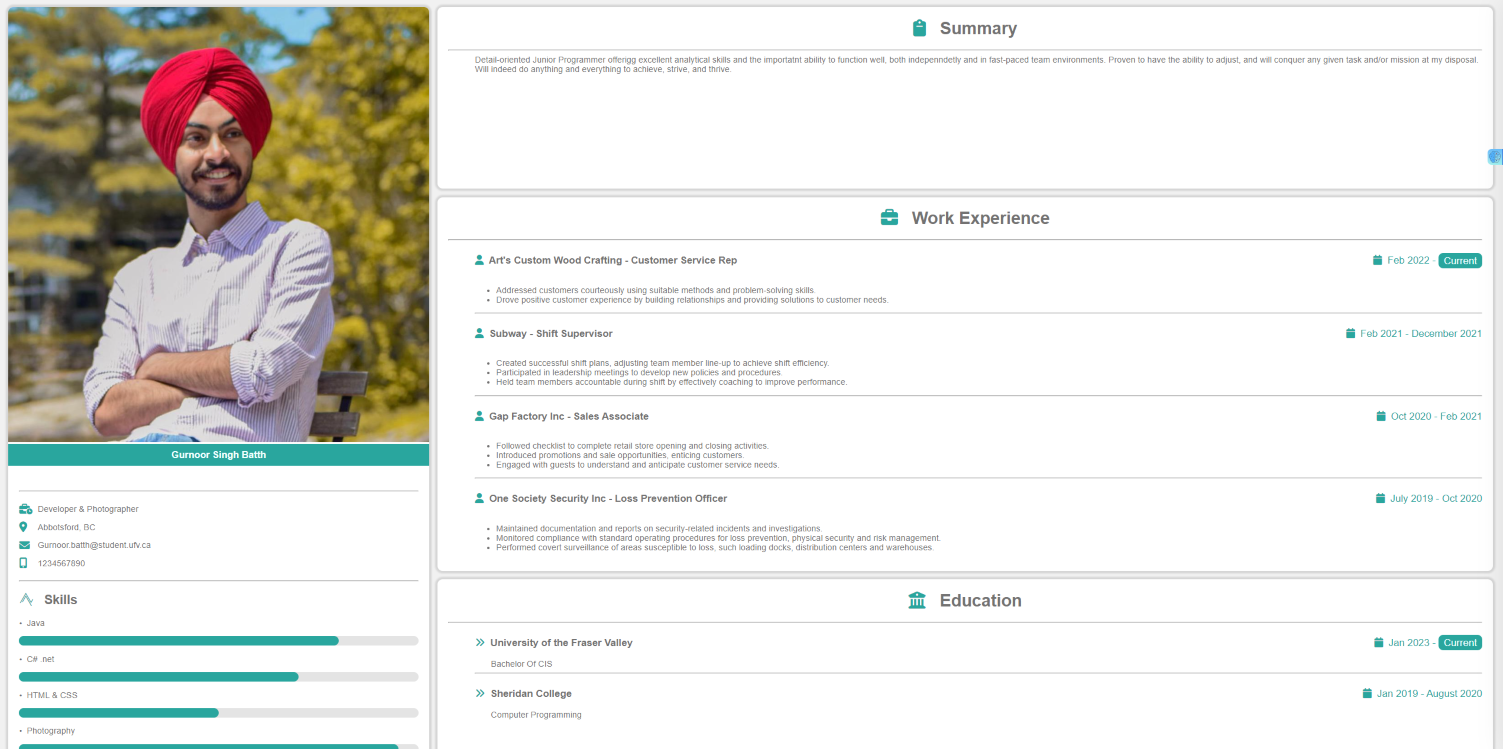 Gurnoor Singh Batth
Developer & Photographer
Abbotsford, BC
Gurnoor.batth@student.ufv.ca
1234567890
Skills
• Java
• C# .net
• HTML & CSS
• Photography
Summary
Detail-oriented Junior Programmer offerigg excellent analytical skills and the importatnt ability to function well, both independnetly and in fast-paced team environments. Proven to have the ability to adjust, and will conquer any given task and/or mission at my disposal.
Will indeed do anything and everything to achieve, strive, and thrive.
Work Experience
Art's Custom Wood Crafting - Customer Service Rep Feb 2022 - Current
• Addressed customers courteously using suitable methods and problem-solving skills.
• Drove positive customer experience by building relationships and providing solutions to customer needs.
Subway - Shift Supervisor Feb 2021 - December 2021
• Created successful shift plans, adjusting team member line-up to achieve shift efficiency.
• Participated in leadership meetings to develop new policies and procedures.
• Held team members accountable during shift by effectively coaching to improve performance.
Gap Factory Inc - Sales Associate Oct 2020 - Feb 2021
• Followed checklist to complete retail store opening and closing activities.
• Introduced promotions and sale opportunities, enticing customers.
• Engaged with guests to understand and anticipate customer service needs.
One Society Security Inc - Loss Prevention Officer July 2019 - Oct 2020
• Maintained documentation and reports on security-related incidents and investigations.
• Monitored compliance with standard operating procedures for loss prevention, physical security and risk management.
• Performed covert surveillance of areas susceptible to loss, such loading docks, distribution centers and warehouses.
Education
University of the Fraser Valley Jan 2023 - Current
Bachelor Of CIS
Sheridan College Jan 2019 - August 2020
Computer Programming